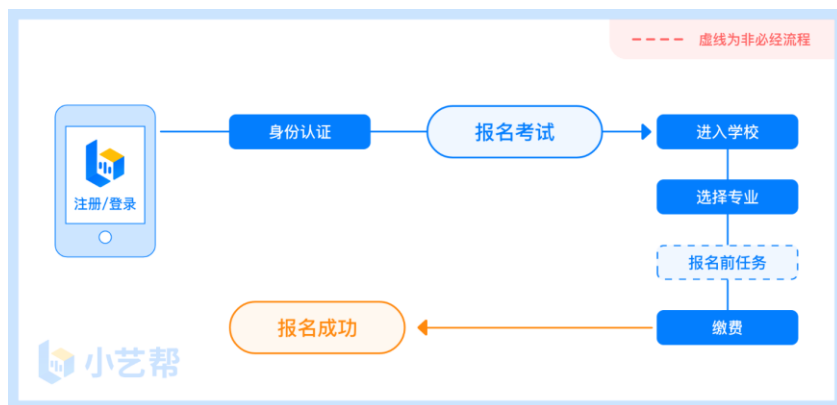 虚线为非必经流程
身份认证
报名考试
进入学校
注册/登录
选择专业
报名前任务
报名成功
缴费
小艺帮